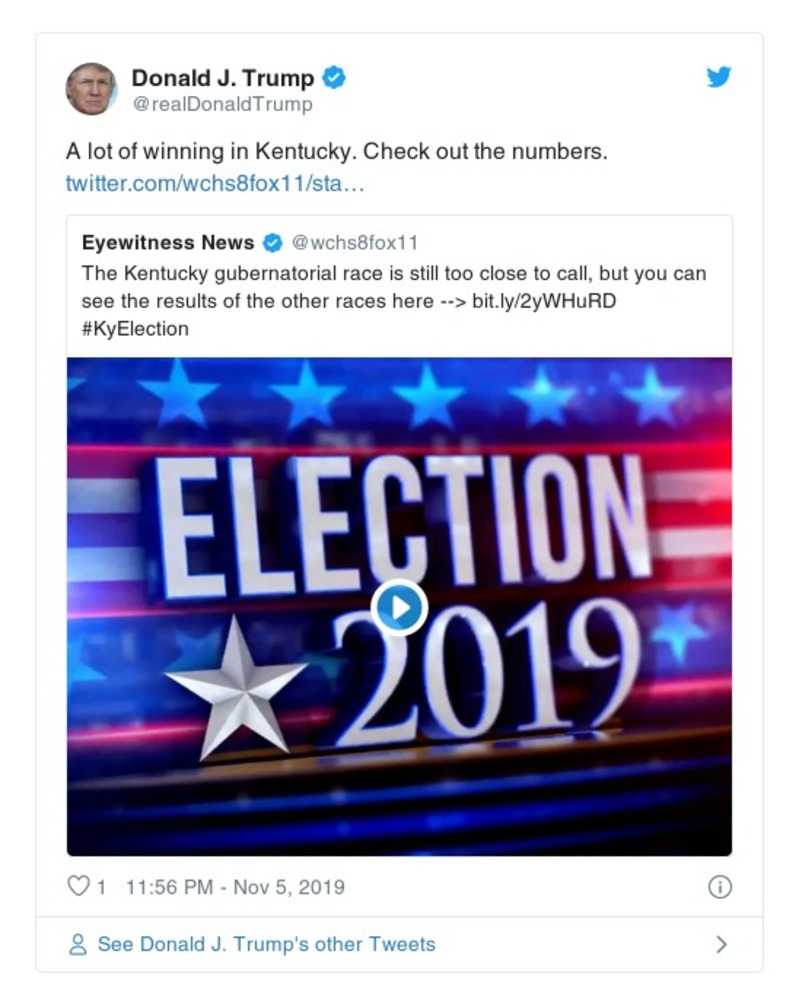 Donald J. Trump
@realDonaldTrump
A lot of winning in Kentucky. Check out the numbers.
twitter.com/wchs8fox11/sta…
Eyewitness News @wchs8fox11
The Kentucky gubernatorial race is still too close to call, but you can
see the results of the other races here --> bit.ly/2yWHuRD
#KyElection
ELECTION
2019
1 11:56 PM - Nov 5, 2019
See Donald J. Trump's other Tweets